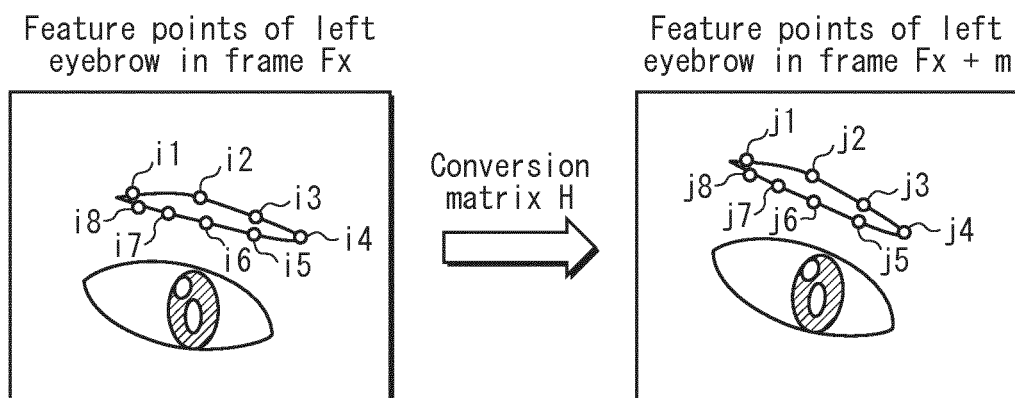 Feature points of left
eyebrow in frame Fx
Feature points of left
eyebrow in frame Fx + m
Conversion
matrix H
i1
i2
i3
i4
i5
i6
i7
i8
j1
j2
j3
j4
j5
j6
j7
j8